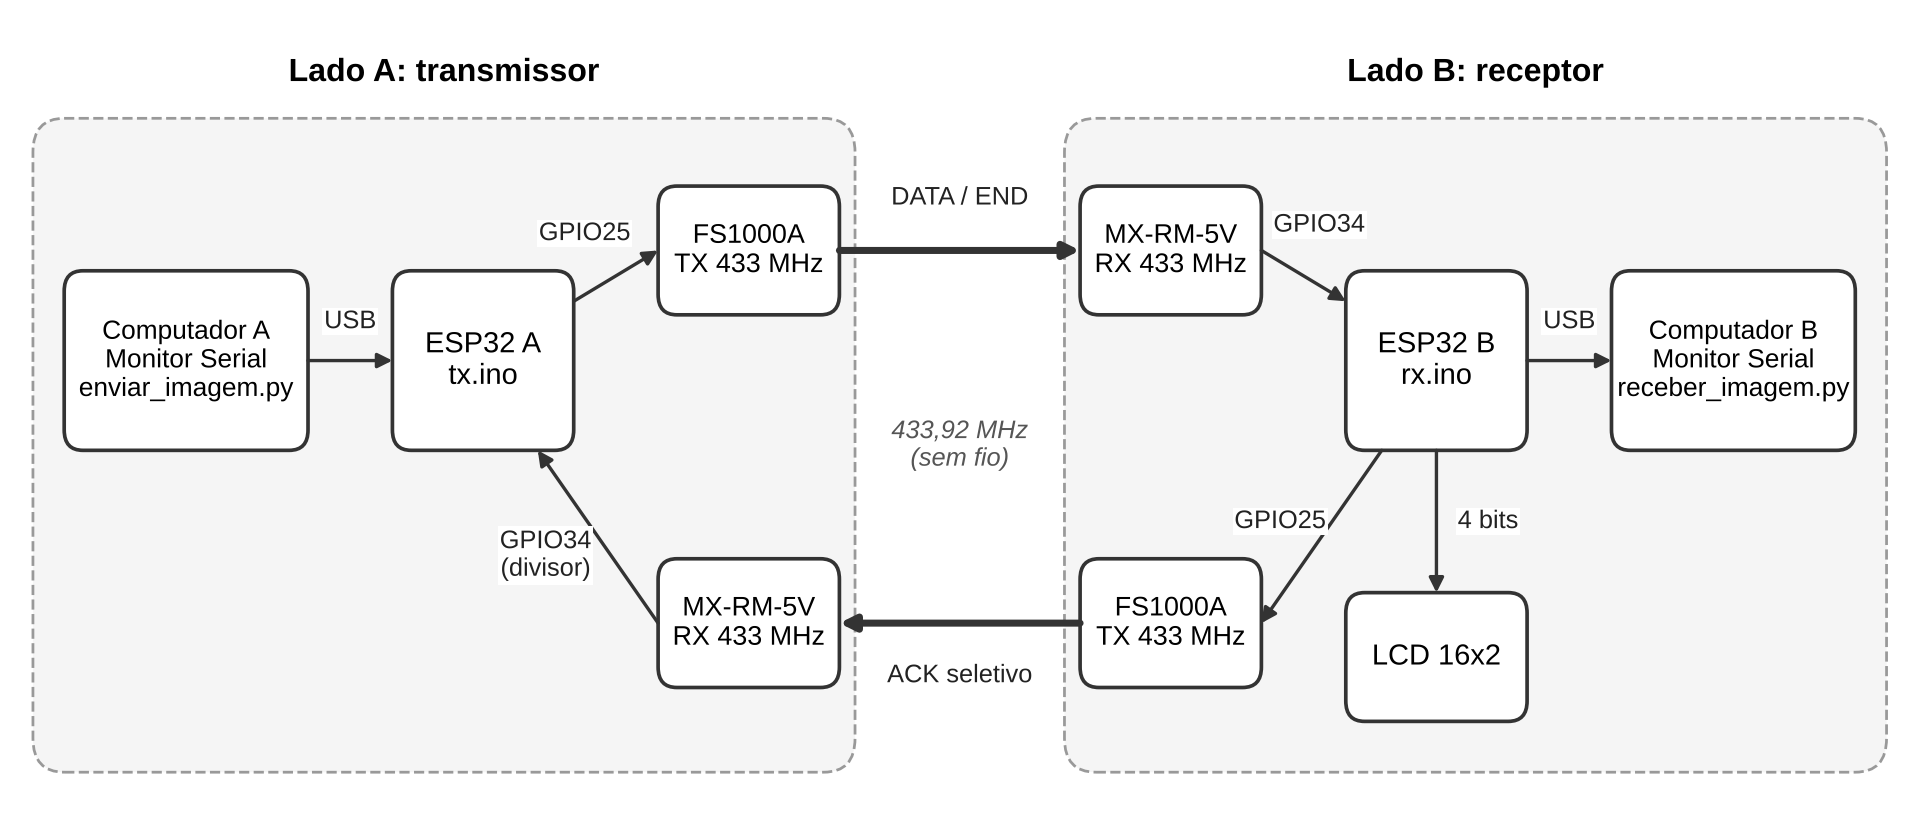 Lado A: transmissor
Lado B: receptor
Computador A
Monitor Serial
enviar_imagem.py
USB
ESP32 A
tx.ino
GPIO25
FS1000A
TX 433 MHz
GPIO34
(divisor)
MX-RM-5V
RX 433 MHz
DATA / END
433,92 MHz
(sem fio)
ACK seletivo
MX-RM-5V
RX 433 MHz
GPIO34
ESP32 B
rx.ino
USB
Computador B
Monitor Serial
receber_imagem.py
GPIO25
4 bits
FS1000A
TX 433 MHz
LCD 16x2